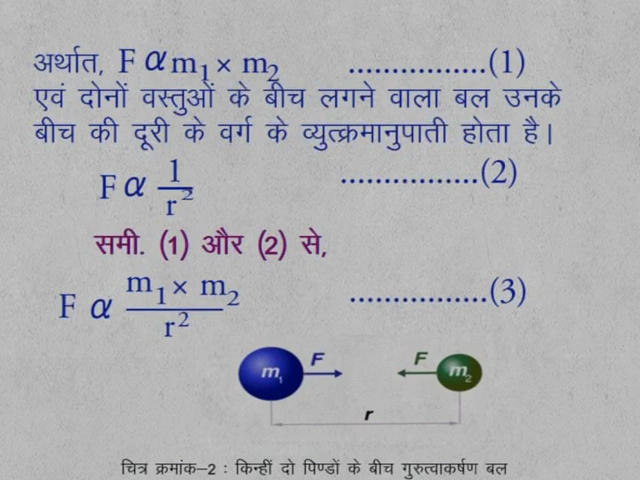 अर्थात, F α m₁ × m₂ ................(1)
एवं दोनों वस्तुओं के बीच लगने वाला बल उनके
बीच की दूरी के वर्ग के व्युत्क्रमानुपाती होता है।
F α 1/r² ................(2)
समी. (1) और (2) से,
F α m₁ × m₂/r² ................(3)
m₁ F F m₂
r
चित्र क्रमांक–2 : किन्हीं दो पिण्डों के बीच गुरुत्वाकर्षण बल